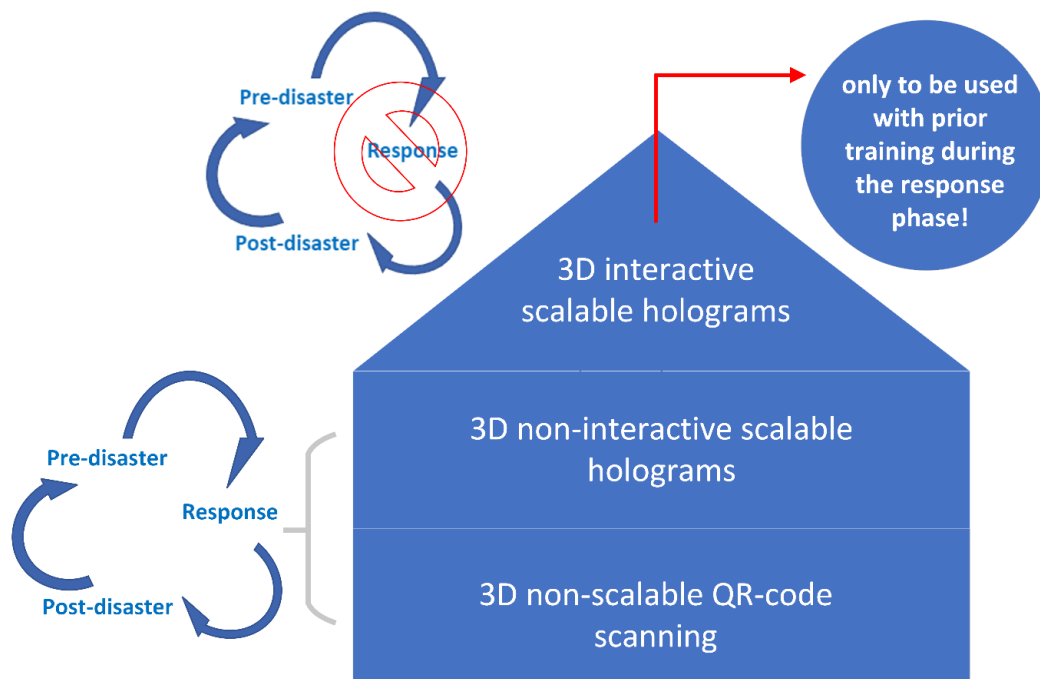 Pre-disaster
Response
Post-disaster
only to be used
with prior
training during
the response
phase!
3D interactive
scalable holograms
3D non-interactive scalable
holograms
Pre-disaster
Response
Post-disaster
3D non-scalable QR-code
scanning